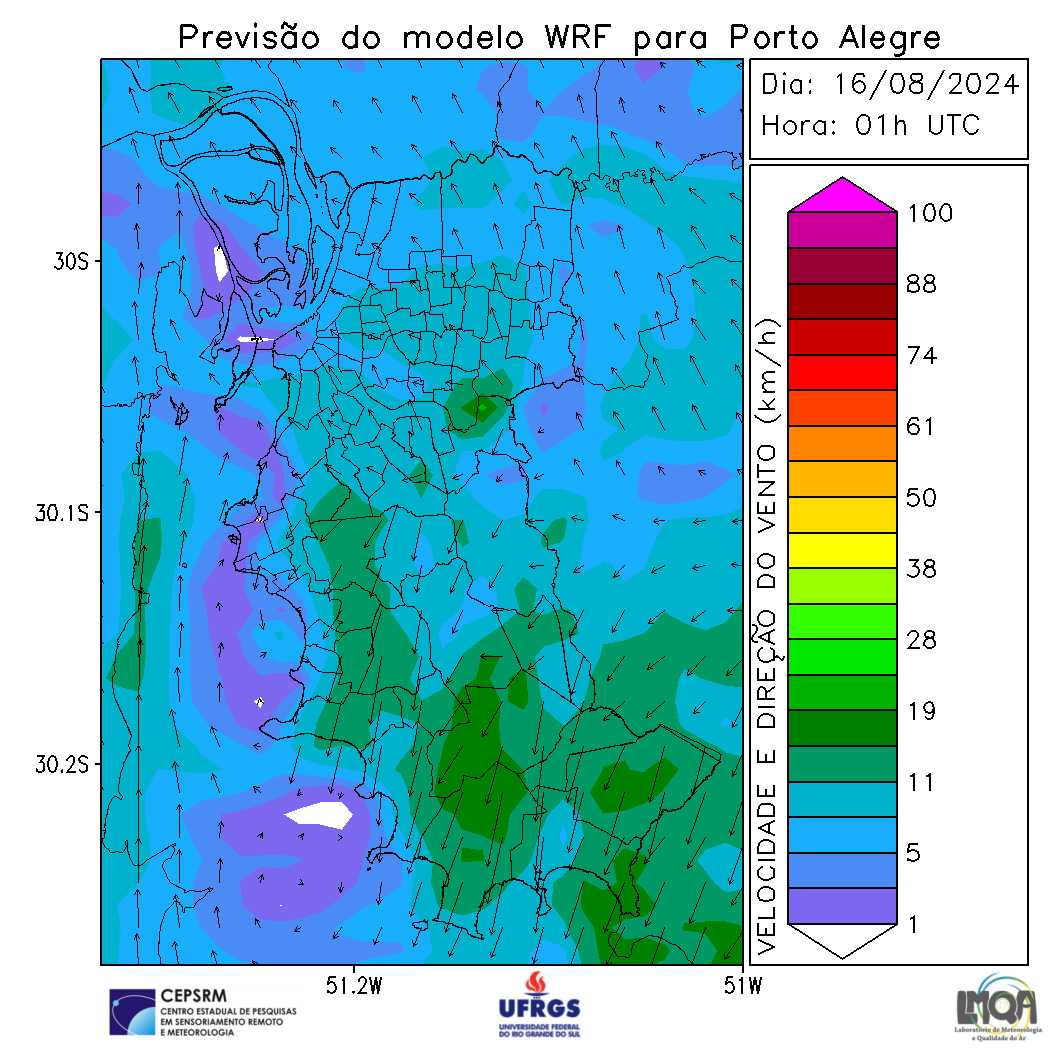 Previsão do modelo WRF para Porto Alegre
Dia: 16/08/2024
Hora: 01h UTC
30S
30.1S
30.2S
51.2W
51W
VELOCIDADE E DIREÇÃO DO VENTO (km/h)
100
88
74
61
50
38
28
19
11
5
1
CEPSRM
CENTRO ESTADUAL DE PESQUISAS
EM SENSORIAMENTO REMOTO
E METEOROLOGIA
UFRGS
UNIVERSIDADE FEDERAL
DO RIO GRANDE DO SUL
LMQA
Laboratório de Meteorologia
e Qualidade do Ar